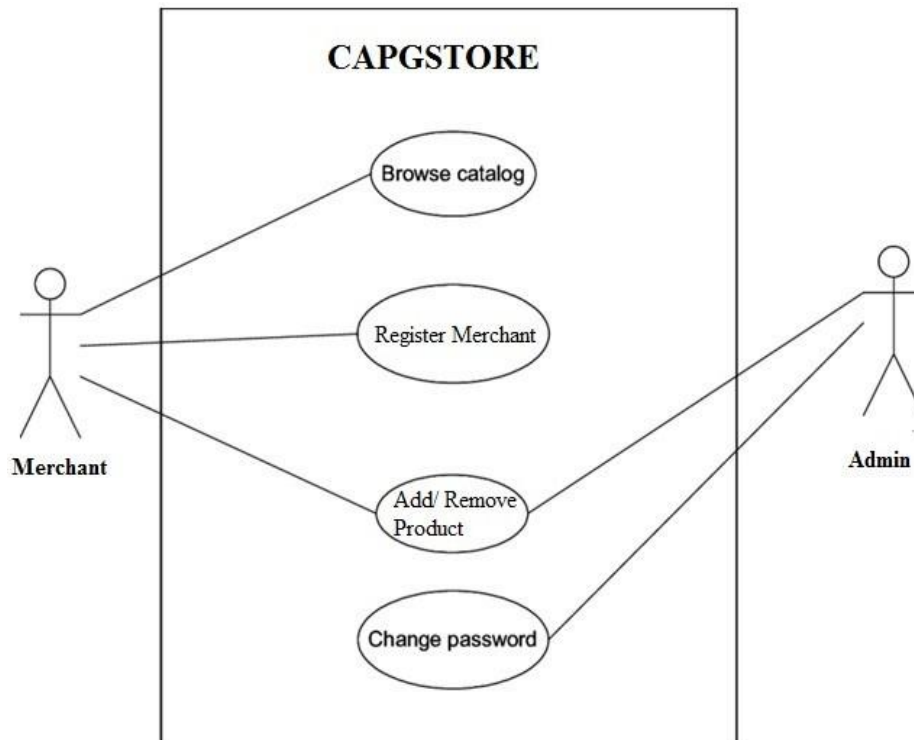 CAPGSTORE
Browse catalog
Register Merchant
Merchant
Admin
Add/ Remove
Product
Change password